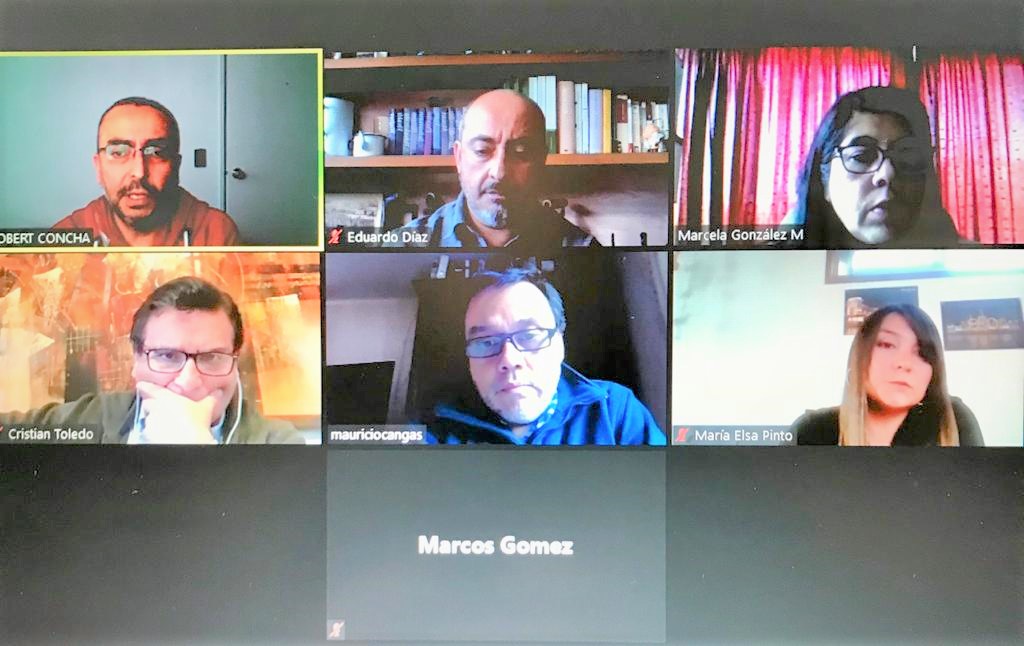 OBERT CONCHA
Eduardo Díaz
Marcela González M
Cristian Toledo
mauriciocangas
María Elsa Pinto
Marcos Gomez